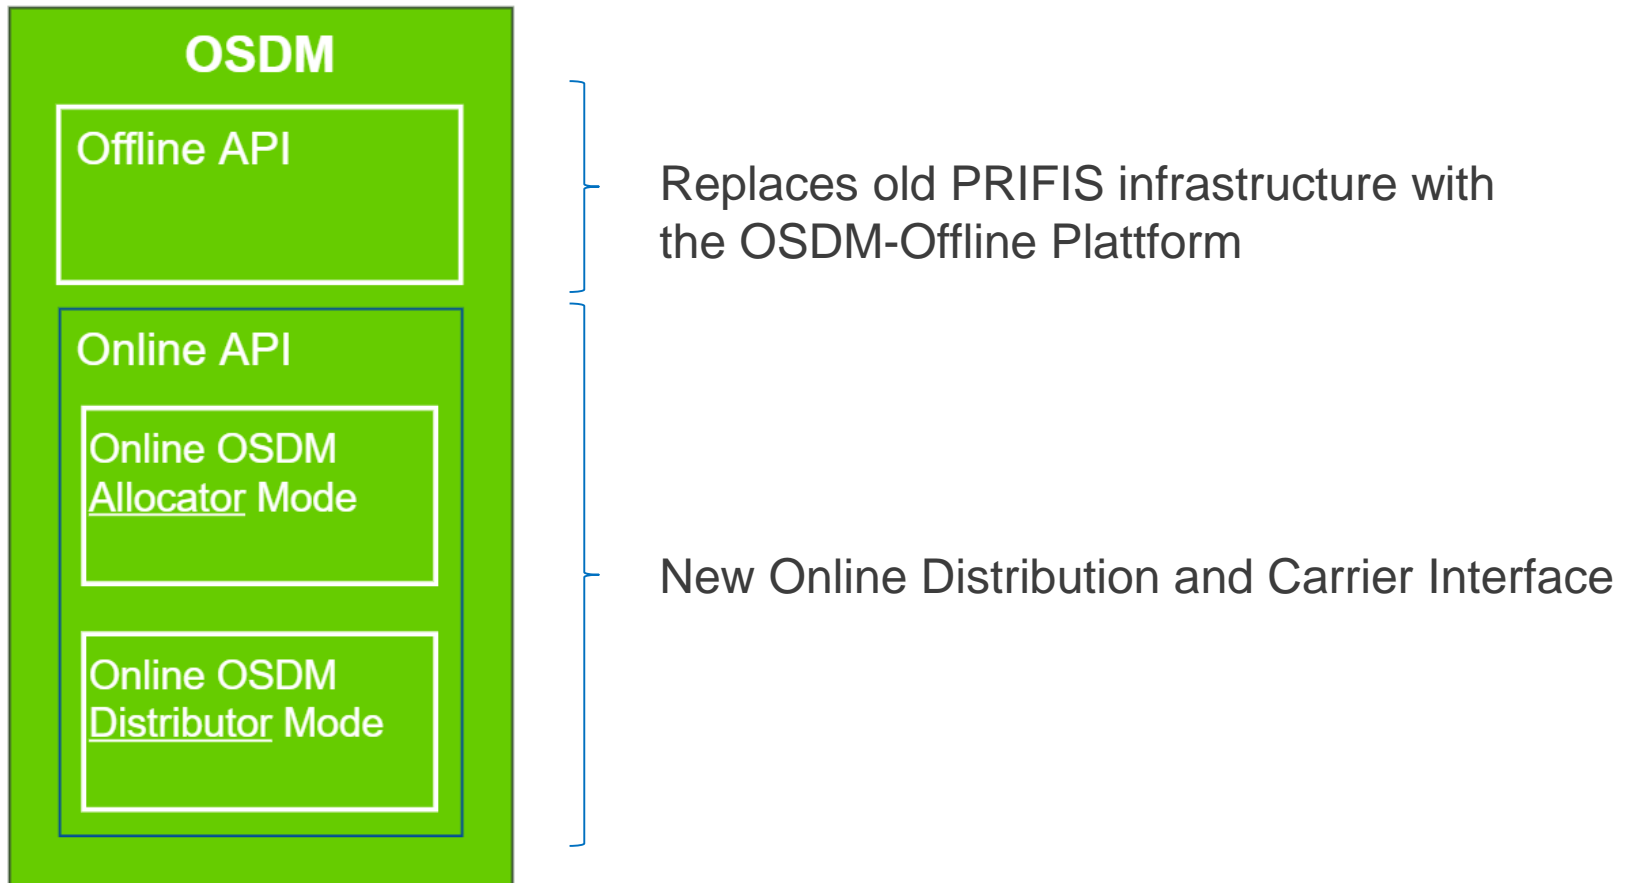 OSDM
Offline API
Replaces old PRIFIS infrastructure with
the OSDM-Offline Plattform
Online API
Online OSDM
Allocator Mode
New Online Distribution and Carrier Interface
Online OSDM
Distributor Mode